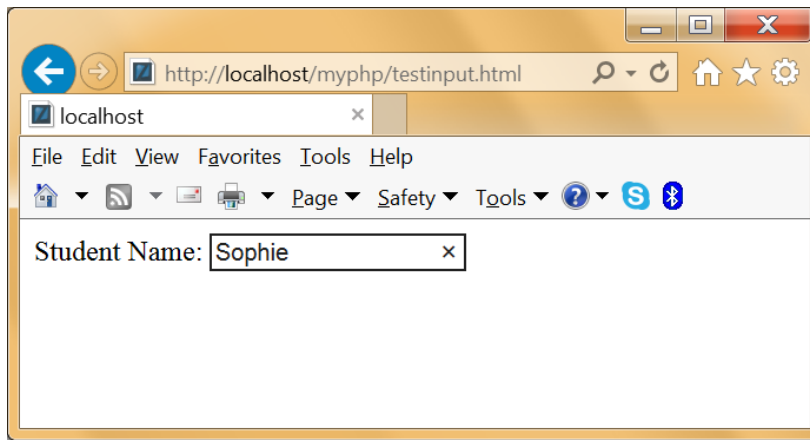 http://localhost/myphp/testinput.html
localhost
File Edit View Favorites Tools Help
Page Safety Tools
Student Name: Sophie